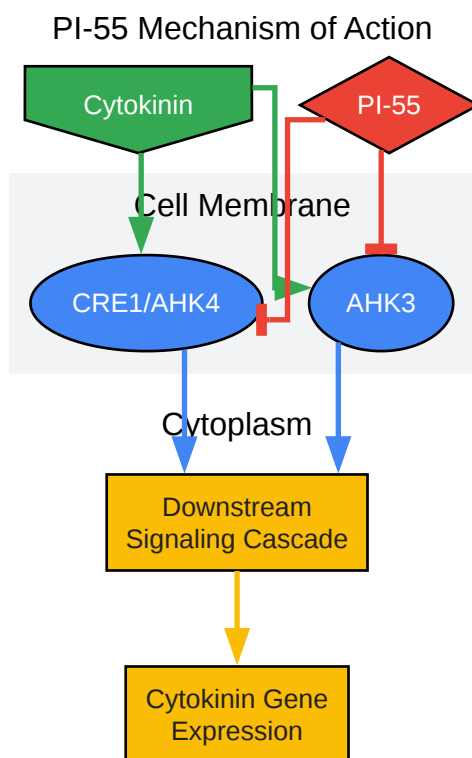 PI-55 Mechanism of Action
Cytokinin
PI-55
Cell Membrane
CRE1/AHK4
AHK3
Cytoplasm
Downstream
Signaling Cascade
Cytokinin Gene
Expression